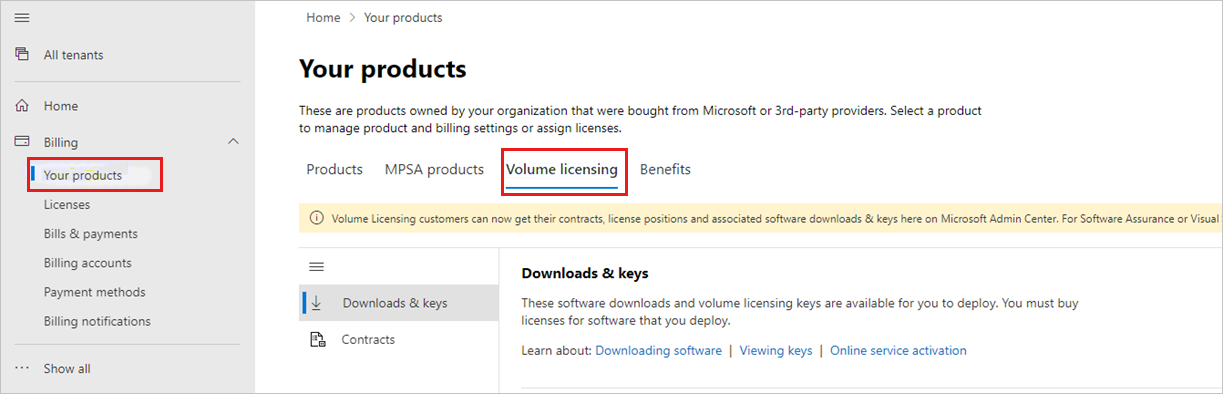 All tenants
Home
Billing
Your products
Licenses
Bills & payments
Billing accounts
Payment methods
Billing notifications
Show all
Home > Your products
Your products
These are products owned by your organization that were bought from Microsoft or 3rd-party providers. Select a product
to manage product and billing settings or assign licenses.
Products MPSA products Volume licensing Benefits
Volume Licensing customers can now get their contracts, license positions and associated software downloads & keys here on Microsoft Admin Center. For Software Assurance or Visual
Downloads & keys
Contracts
Downloads & keys
These software downloads and volume licensing keys are available for you to deploy. You must buy
licenses for software that you deploy.
Learn about: Downloading software | Viewing keys | Online service activation